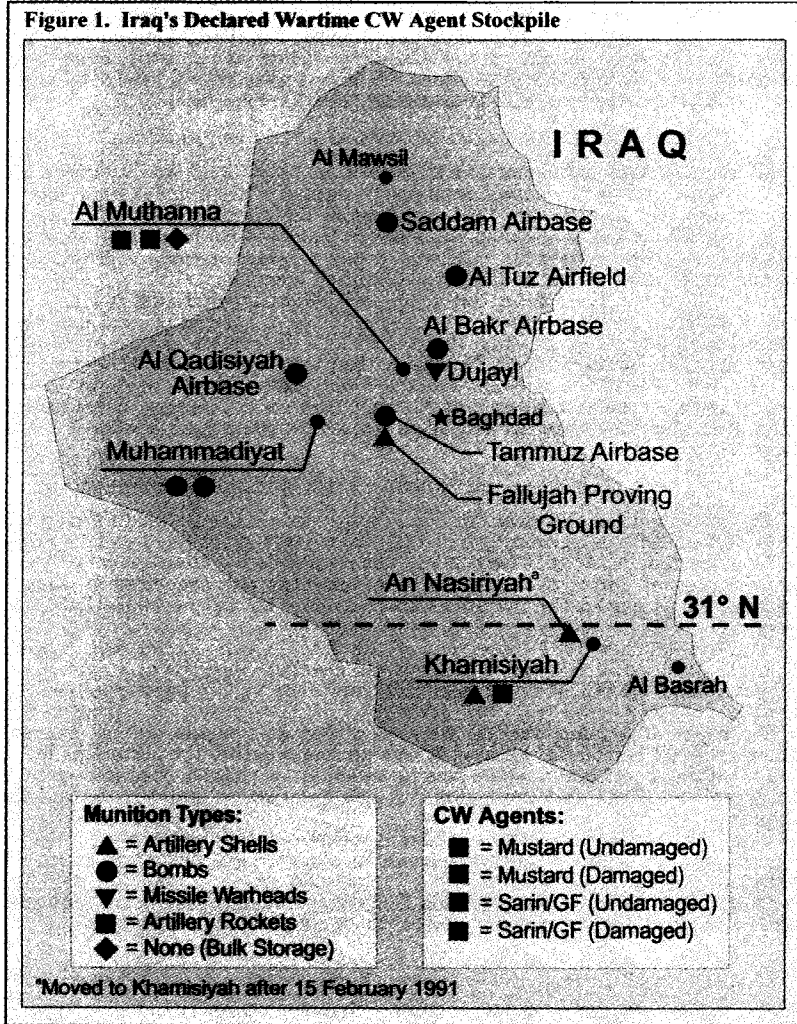 Figure 1. Iraq's Declared Wartime CW Agent Stockpile
IRAQ
Al Mawsil
Al Muthanna
Saddam Airbase
Al Tuz Airfield
Al Bakr Airbase
Al Qadisiyah
Airbase
Dujayl
Baghdad
Muhammadiyat
Tammuz Airbase
Fallujah Proving
Ground
An Nasiriyahª
31° N
Khamisiyah
Al Basrah
Munition Types:
▲ = Artillery Shells
● = Bombs
▼ = Missile Warheads
■ = Artillery Rockets
◆ = None (Bulk Storage)
CW Agents:
■ = Mustard (Undamaged)
■ = Mustard (Damaged)
■ = Sarin/GF (Undamaged)
■ = Sarin/GF (Damaged)
ªMoved to Khamisiyah after 15 February 1991